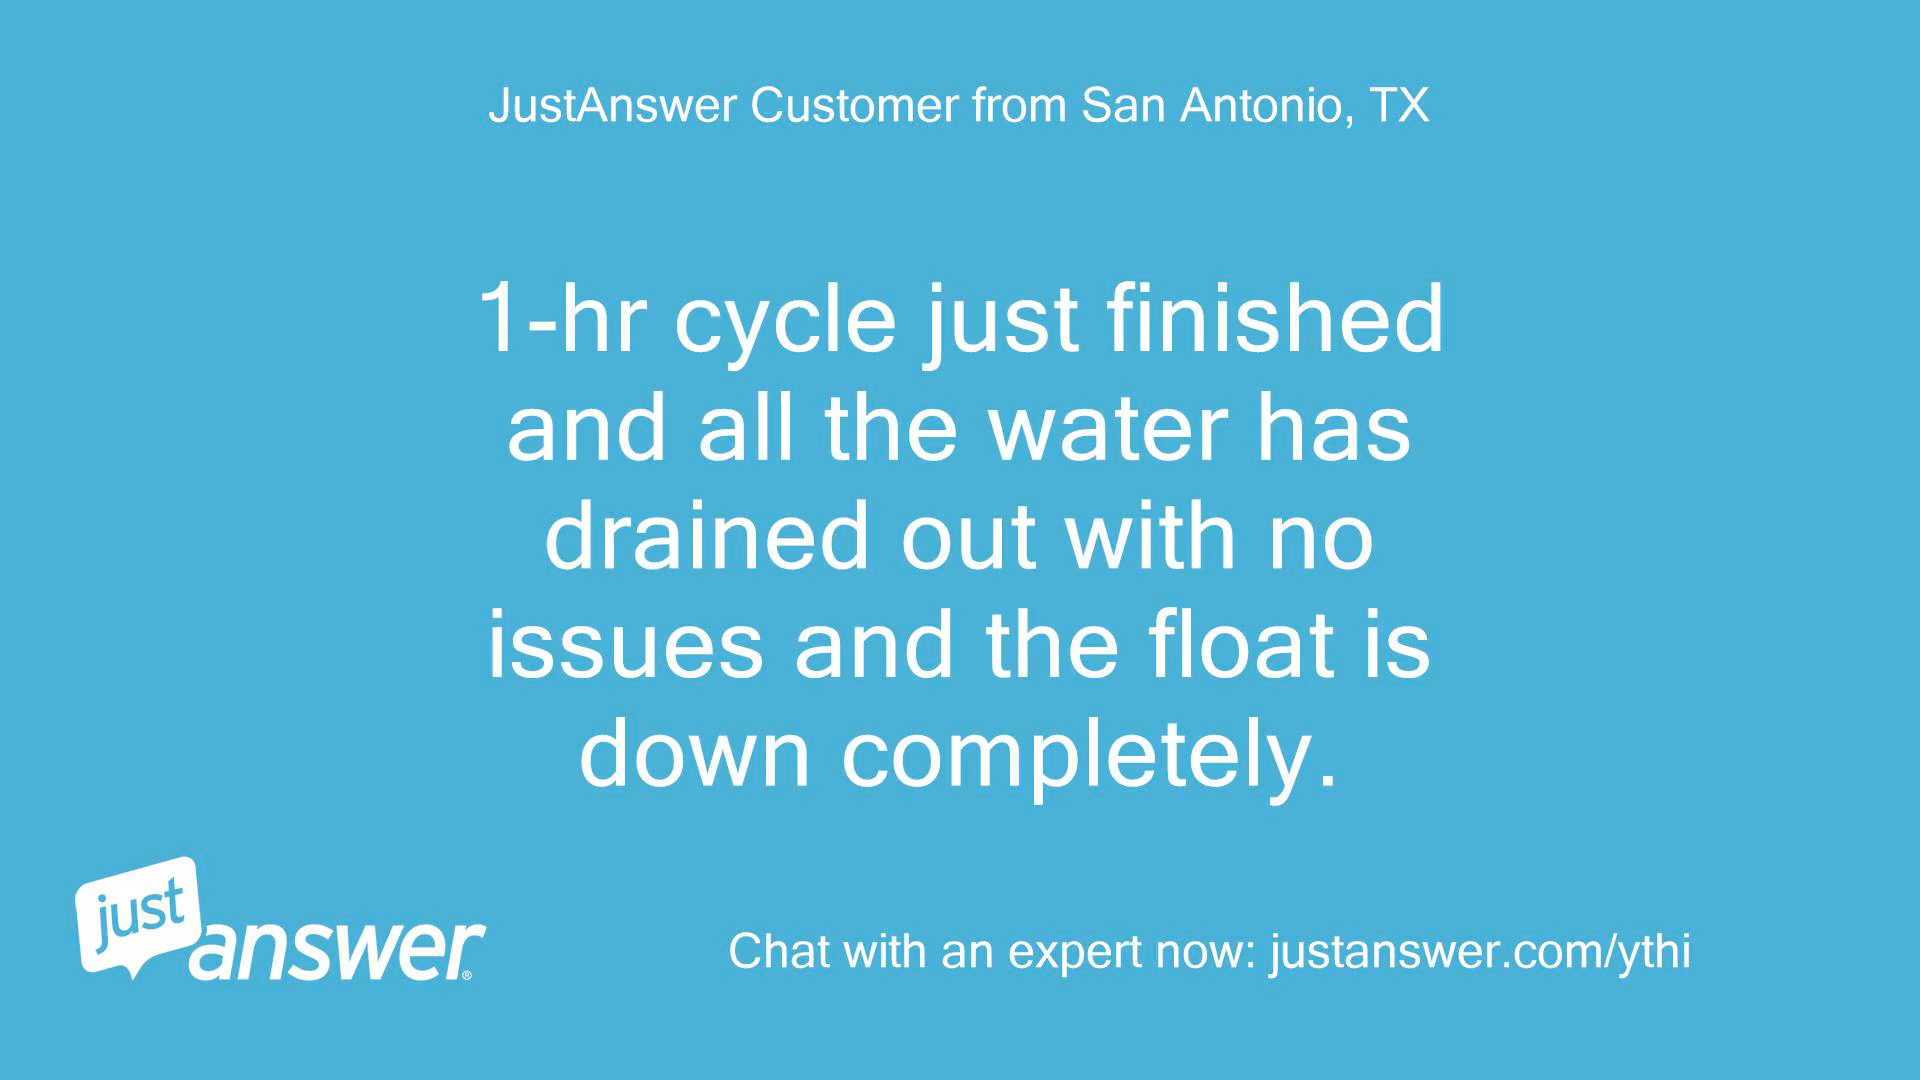 JustAnswer Customer from San Antonio, TX
1-hr cycle just finished
and all the water has
drained out with no
issues and the float is
down completely.
just
answer®
Chat with an expert now: justanswer.com/ythi